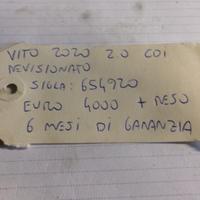 VITO 2020 2.0 CDI
REVISIONATO
SIGLA: 654920
EURO 4000 + RESO
6 MESI DI GARANZIA